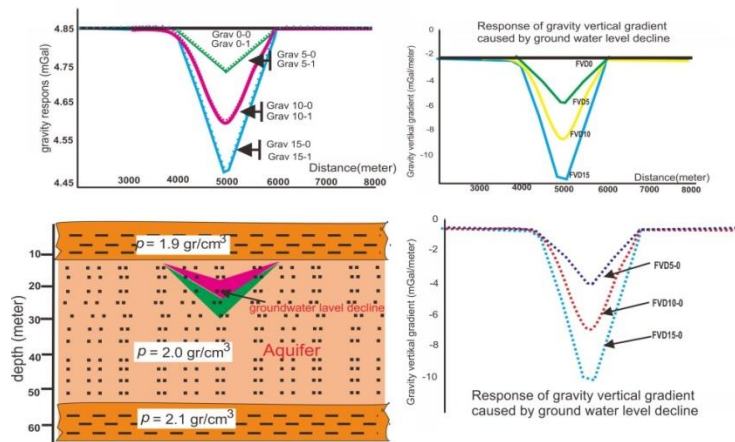 4.85
4.75
4.65
4.55
4.45
gravity respons (mGal)
Grav 0-0
Grav 0-1
Grav 5-0
Grav 5-1
Grav 10-0
Grav 10-1
Grav 15-0
Grav 15-1
Distance(meter)
3000 4000 5000 6000 7000 8000
Response of gravity vertical gradient
caused by ground water level decline
0
-2
-4
-6
-8
-10
Gravity vertikal gradient (mGal/meter)
FVD0
FVD5
FVD10
FVD15
Distance(meter)
3000 4000 5000 6000 7000 8000
depth (meter)
10
20
30
40
50
60
p = 1.9 gr/cm³
groundwater lavel decline
p = 2.0 gr/cm³
Aquifer
p = 2.1 gr/cm³
0
-2
-4
-6
-8
-10
Gravity vertikal gradient (mGal/meter)
FVD5-0
FVD10-0
FVD15-0
Response of gravity vertical gradient
caused by ground water level decline